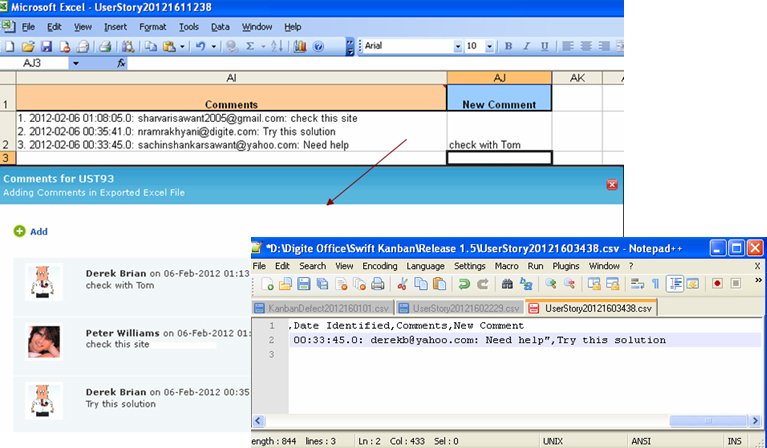 Microsoft Excel - UserStory20121611238
File Edit View Insert Format Tools Data Window Help
Arial 10 B I U
AJ3 fx
AI AJ AK
1 Comments New Comment
1. 2012-02-06 01:08:05.0: sharvarisawant2005@gmail.com: check this site
2. 2012-02-06 00:35:41.0: nramrakhyani@digite.com: Try this solution
2 3. 2012-02-06 00:33:45.0: sachinshankarsawant@yahoo.com: Need help check with Tom
3
Comments for UST93
Adding Comments in Exported Excel File
Add
Derek Brian on 06-Feb-2012 01:13
check with Tom
Peter Williams on 06-Feb-2012 01
check this site
Derek Brian on 06-Feb-2012 00:35
Try this solution
*D:\Digite Office\Swift Kanban\Release 1.5\UserStory20121603438.csv - Notepad++
File Edit Search View Encoding Language Settings Macro Run Plugins Window ? X
KanbanDefect2012160101.csv UserStory20121602229.csv UserStory20121603438.csv
1 ,Date Identified,Comments,New Comment
2 00:33:45.0: derekb@yahoo.com: Need help",Try this solution
3
ength : 844 lines : 3 Ln : 2 Col : 433 Sel : 0 UNIX ANSI INS